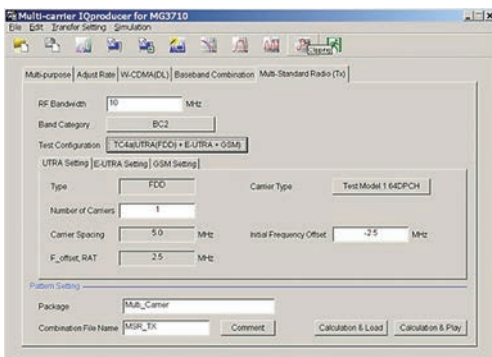 Multi-carrier IQproducer for MG3710
File Edit Transfer Setting Simulation
Clipping
Multi-purpose Adjust Rate W-CDMA(DL) Baseband Combination Multi-Standard Radio (Tx)
RF Bandwidth 10 MHz
Band Category BC2
Test Configuration TC4a(UTRA(FDD) + E-UTRA + GSM)
UTRA Setting E-UTRA Setting GSM Setting
Type FDD Carrier Type Test Model 1 64DPCH
Number of Carriers 1
Carrier Spacing 5.0 MHz Initial Frequency Offset -2.5 MHz
F_offset, RAT 2.5 MHz
Pattern Setting
Package Multi_Carrier
Combination File Name MSR_TX Comment Calculation & Load Calculation & Play